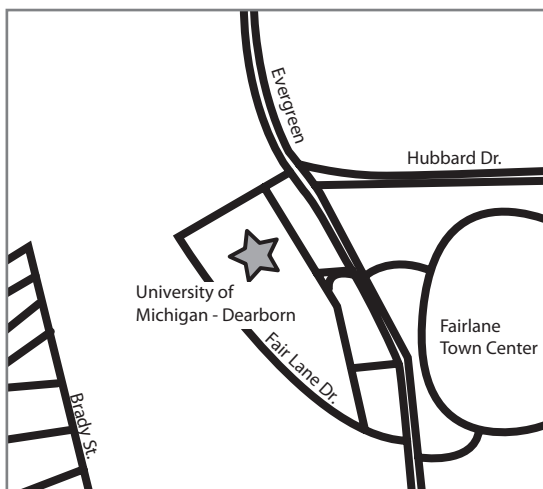 Evergreen
Hubbard Dr.
University of
Michigan - Dearborn
Fairlane
Town Center
Fair Lane Dr.
Brady St.